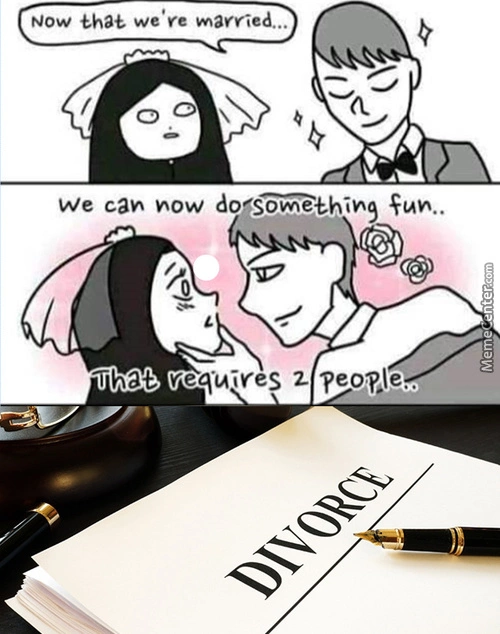 Now that we're married...
We can now do something fun..
MemeCenter.com
That requires 2 people..
DIVORCE